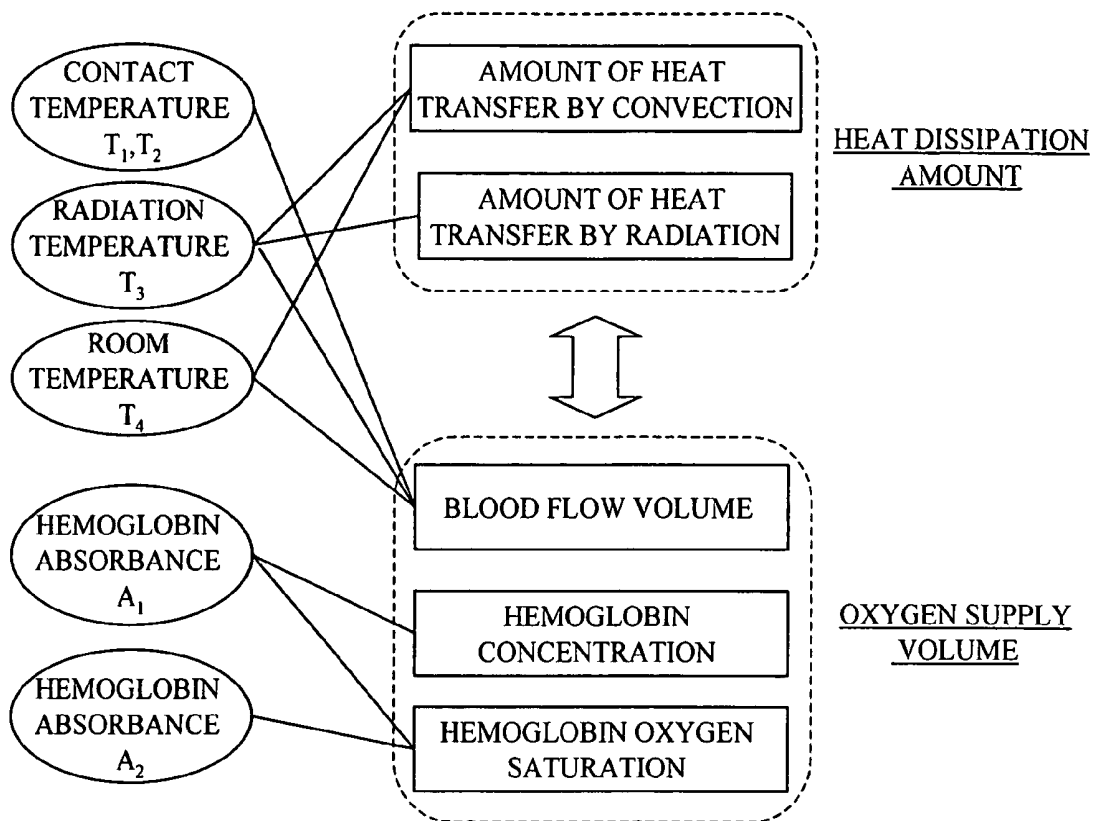 CONTACT
TEMPERATURE
T₁,T₂
RADIATION
TEMPERATURE
T₃
ROOM
TEMPERATURE
T₄
HEMOGLOBIN
ABSORBANCE
A₁
HEMOGLOBIN
ABSORBANCE
A₂
AMOUNT OF HEAT
TRANSFER BY CONVECTION
AMOUNT OF HEAT
TRANSFER BY RADIATION
HEAT DISSIPATION
AMOUNT
BLOOD FLOW VOLUME
HEMOGLOBIN
CONCENTRATION
HEMOGLOBIN OXYGEN
SATURATION
OXYGEN SUPPLY
VOLUME